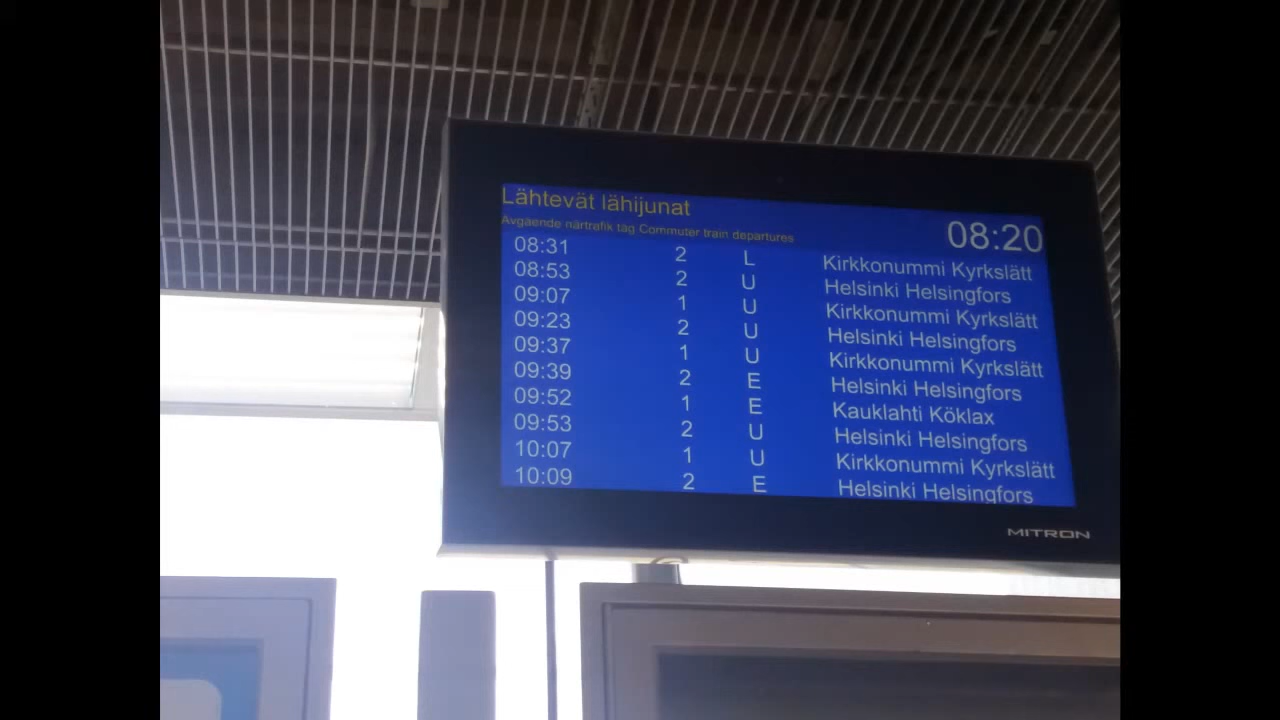 Lähtevät lähijunat
Avgaende närtrafik tag Commuter train departures
08:20
08:31 2 L Kirkkonummi Kyrkslätt
08:53 2 U Helsinki Helsingfors
09:07 1 U Kirkkonummi Kyrkslätt
09:23 2 U Helsinki Helsingfors
09:37 1 U Kirkkonummi Kyrkslätt
09:39 2 E Helsinki Helsingfors
09:52 1 E Kauklahti Köklax
09:53 2 U Helsinki Helsingfors
10:07 1 U Kirkkonummi Kyrkslätt
10:09 2 E Helsinki Helsingfors
MITRON